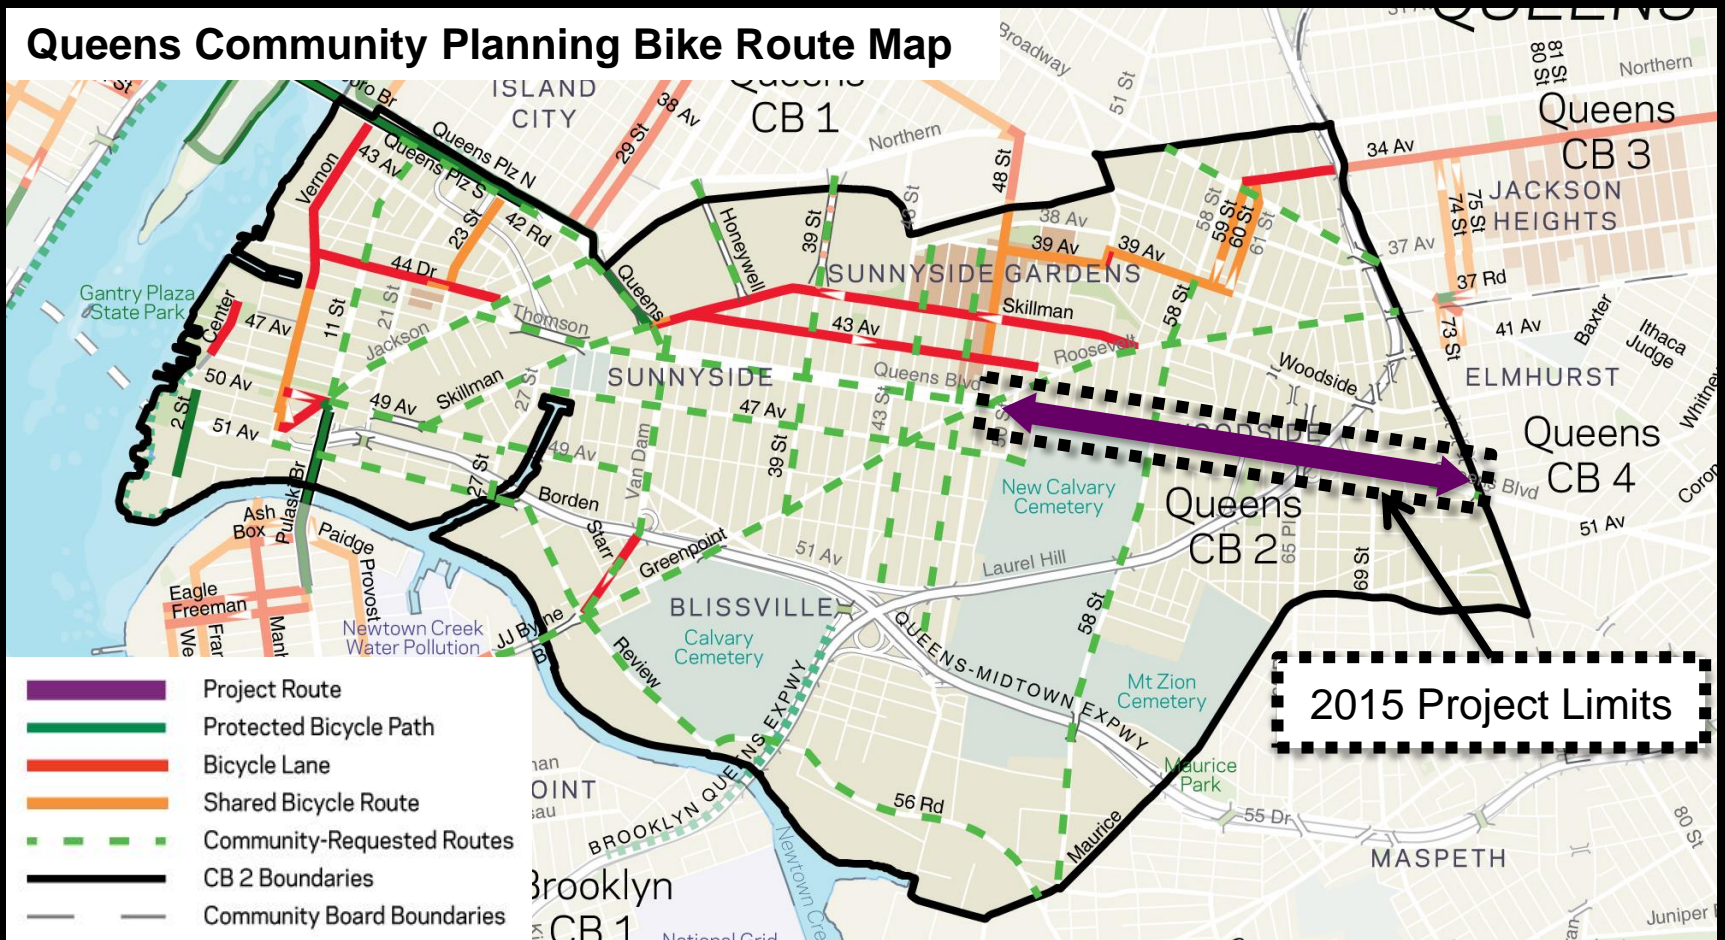 Queens Community Planning Bike Route Map
QUEENS
Broadway
51 St
81 St
80 St
Northern
ISLAND
CITY
38 Av
29 St
Queens
CB 1
Northern
48 St
Queens
CB 3
34 Av
JACKSON
HEIGHTS
75 St
74 St
37 Av
37 Rd
41 Av
73 St
Baxter
Ithaca
Judge
ELMHURST
Whitney
Queens
CB 4
51 Av
Vernon
43 Av
Queens Plz S
Queens Plz N
23 St
42 Rd
44 Dr
Honeywell
39 St
38 Av
39 Av
39 Av
58 St
59 St
60 St
61 St
SUNNYSIDE GARDENS
Gantry Plaza
State Park
Center
47 Av
11 St
21 St
Jackson
Thomson
Queens
Skillman
43 Av
58 St
Roosevelt
Woodside
50 Av
2 St
51 Av
49 Av
Skillman
27 St
SUNNYSIDE
Queens Blvd
47 Av
43 St
50 St
WOODSIDE
Blvd
49 Av
27 St
Van Dam
39 St
Borden
New Calvary
Cemetery
Queens
CB 2
65 Pl
69 St
Ash
Box
Pulaski Br
Paidge
Provost
Starr
Greenpoint
51 Av
Laurel Hill
Eagle
Freeman
Newtown Creek
Water Pollution
JJ Byrne
Review
BLISSVILLE
Calvary
Cemetery
QUEENS-MIDTOWN EXPWY
58 St
Mt Zion
Cemetery
2015 Project Limits
BROOKLYN QUEENS EXPWY
Maurice
Park
55 Dr
56 Rd
Maurice
MASPETH
80 St
Juniper
Brooklyn
CB 1
National Grid
Project Route
Protected Bicycle Path
Bicycle Lane
Shared Bicycle Route
Community-Requested Routes
CB 2 Boundaries
Community Board Boundaries